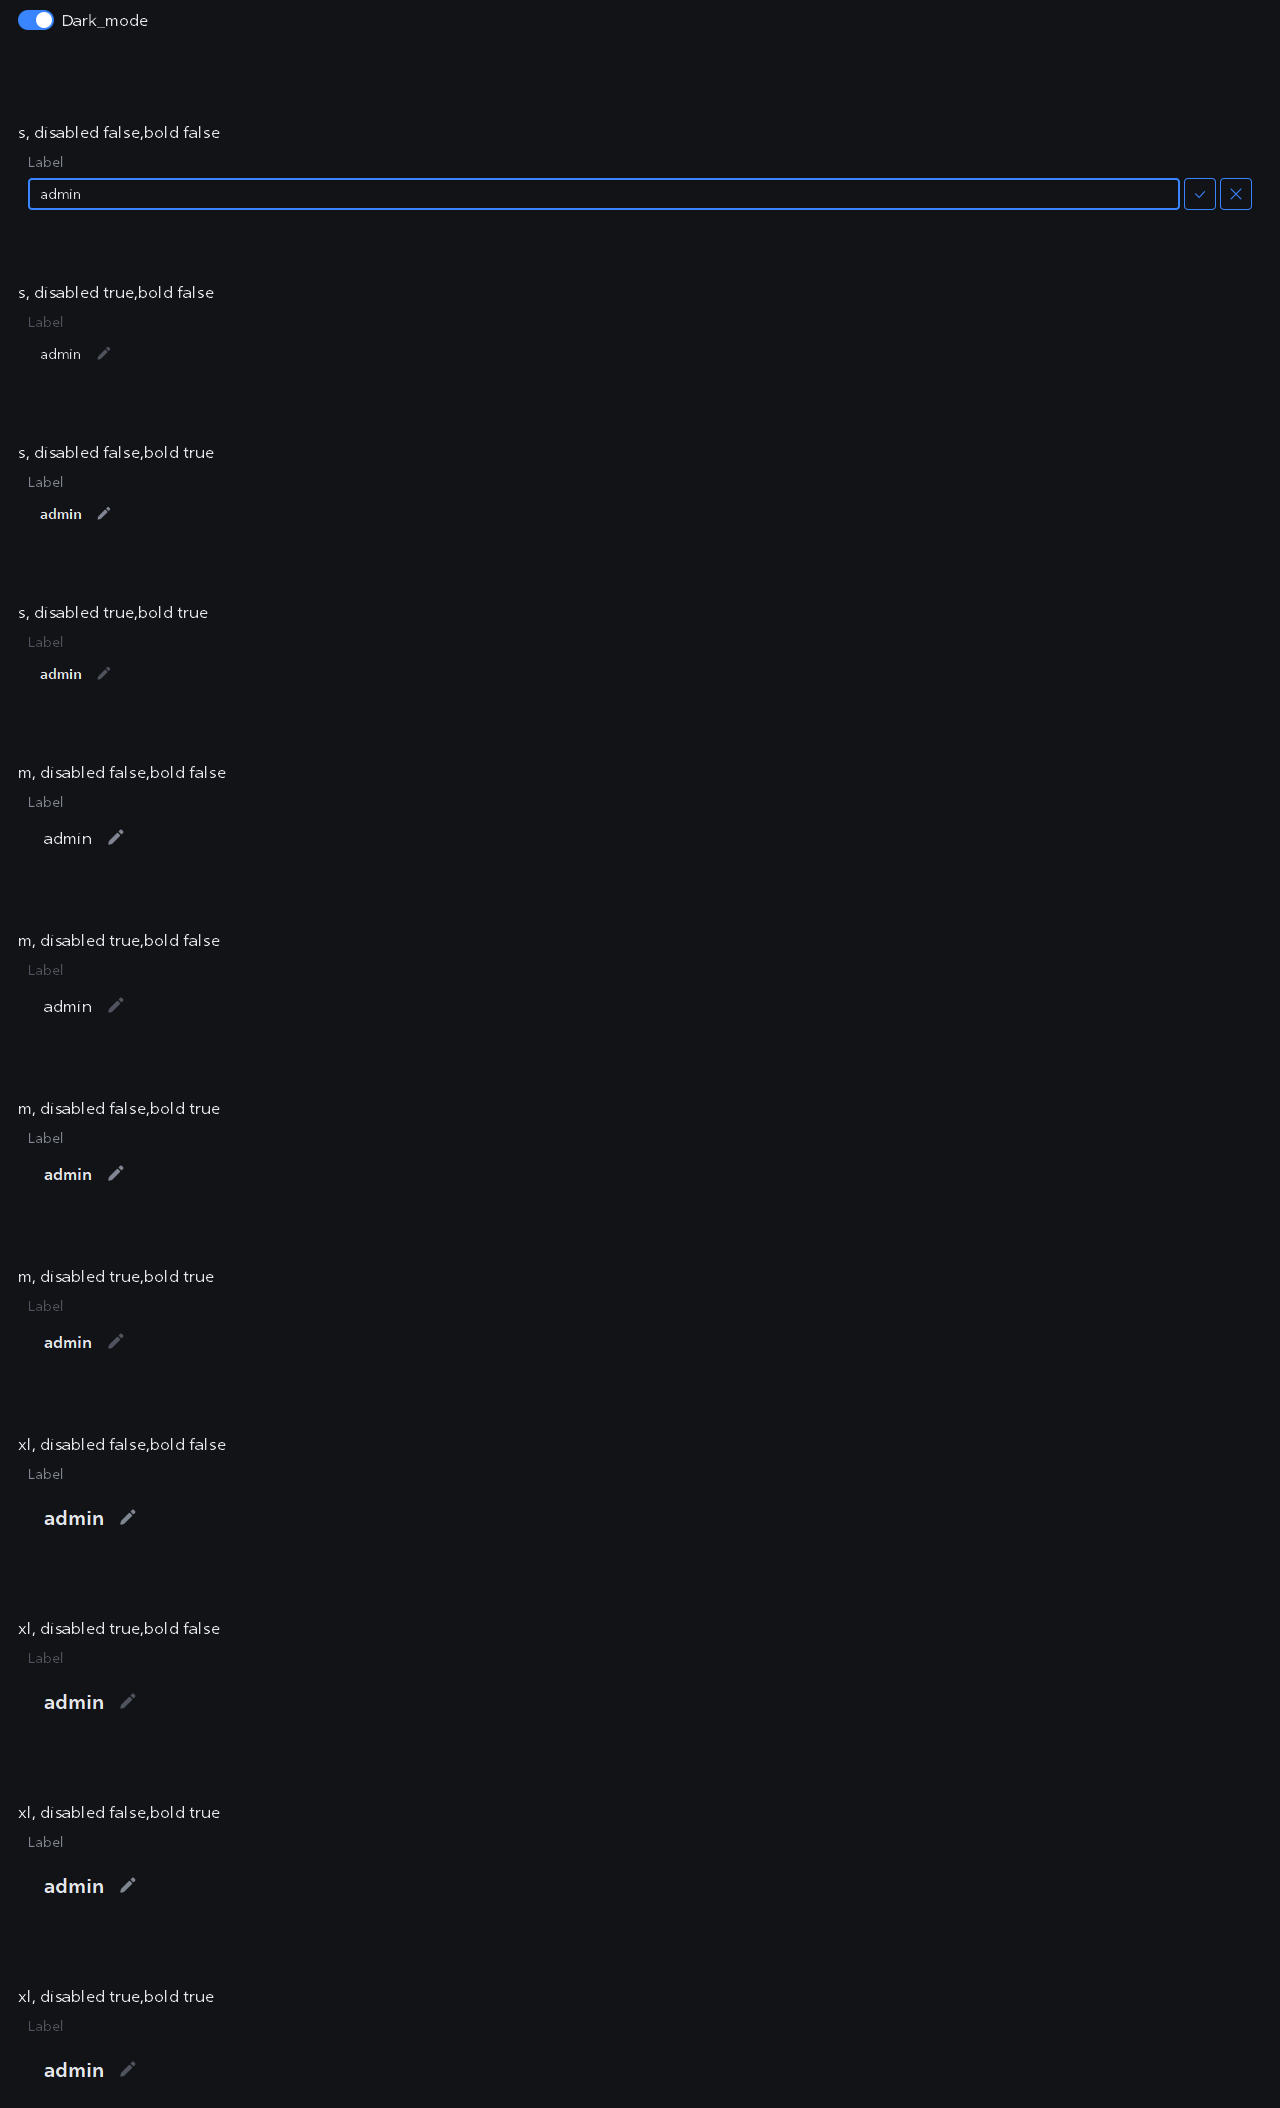 Dark_mode
s, disabled false,bold false
Label
admin
s, disabled true,bold false
Label
admin
s, disabled false,bold true
Label
admin
s, disabled true,bold true
Label
admin
m, disabled false,bold false
Label
admin
m, disabled true,bold false
Label
admin
m, disabled false,bold true
Label
admin
m, disabled true,bold true
Label
admin
xl, disabled false,bold false
Label
admin
xl, disabled true,bold false
Label
admin
xl, disabled false,bold true
Label
admin
xl, disabled true,bold true
Label
admin